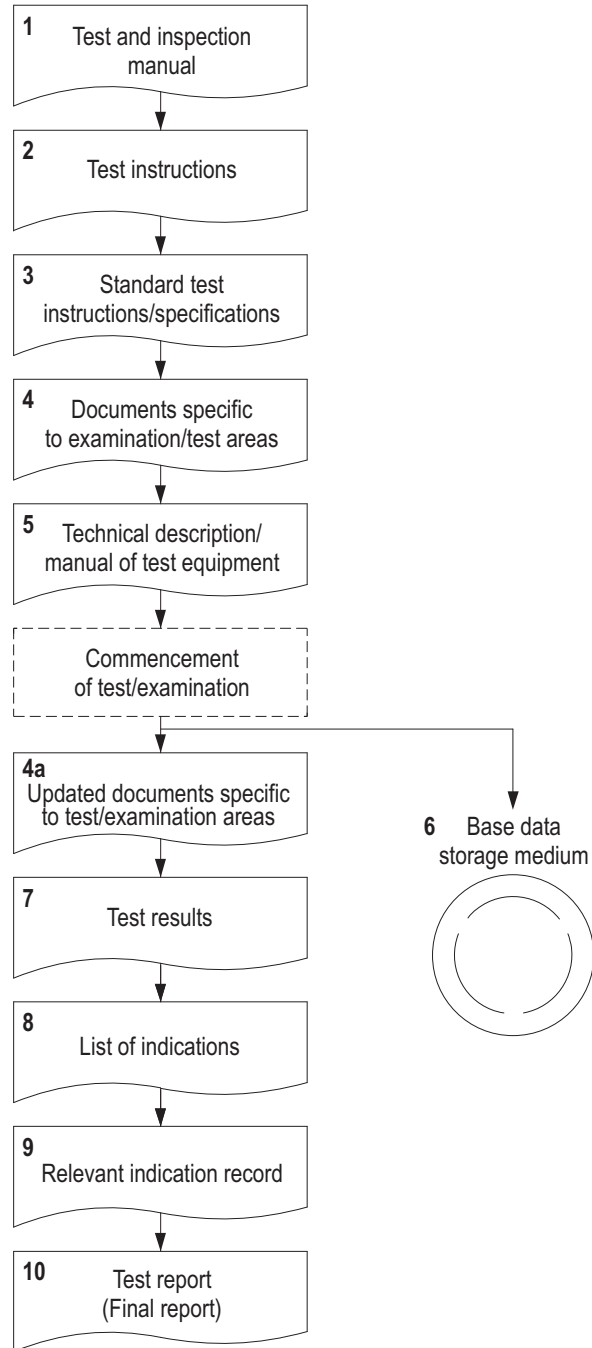 1
Test and inspection
manual
2
Test instructions
3
Standard test
instructions/specifications
4
Documents specific
to examination/test areas
5
Technical description/
manual of test equipment
Commencement
of test/examination
4a
Updated documents specific
to test/examination areas
6 Base data
storage medium
7
Test results
8
List of indications
9
Relevant indication record
10
Test report
(Final report)